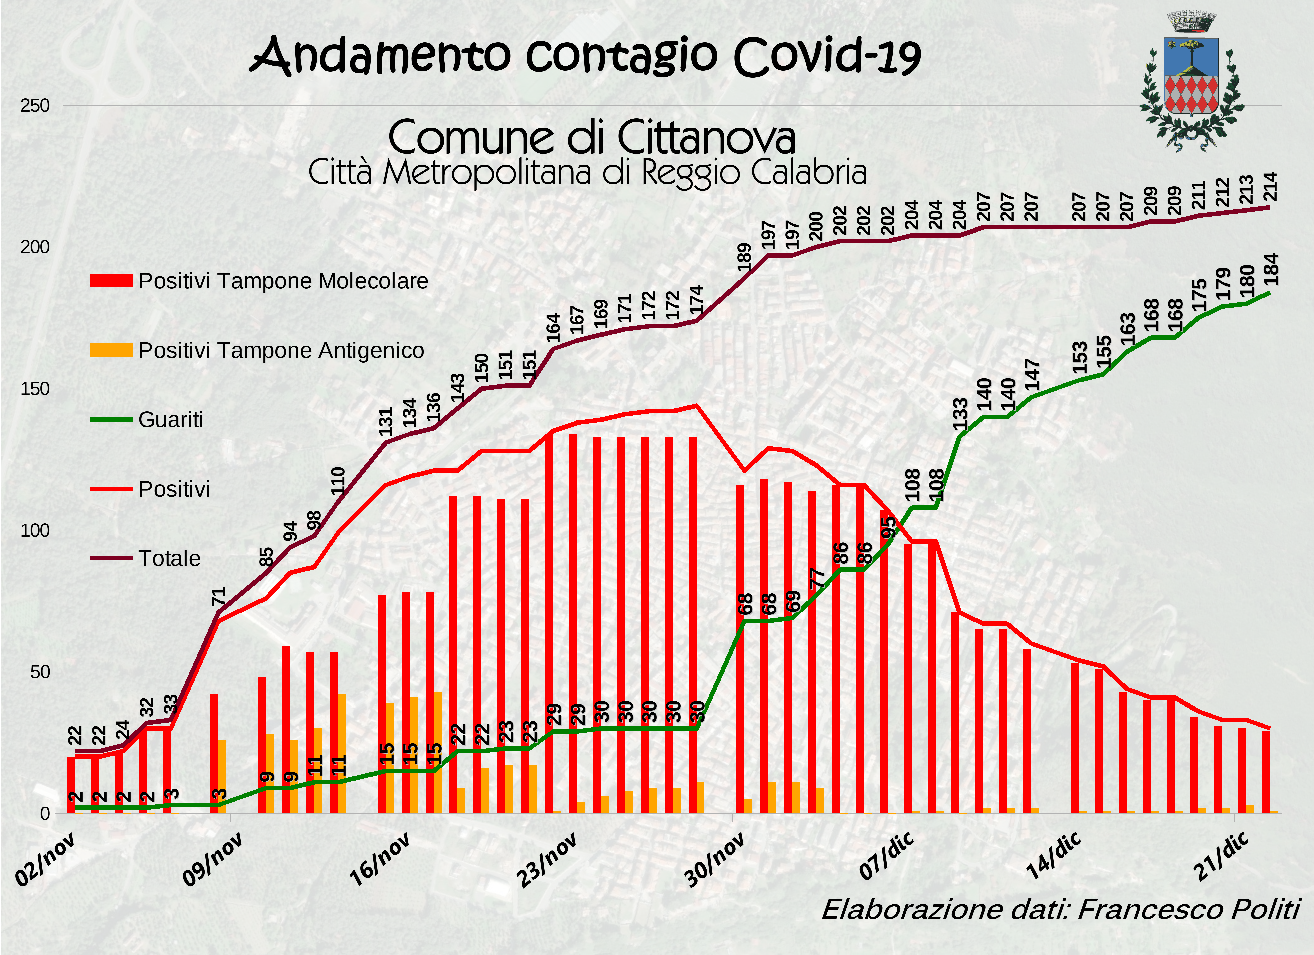 Andamento contagio Covid-19
Comune di Cittanova
Città Metropolitana di Reggio Calabria
250
200
150
100
50
0
Positivi Tampone Molecolare
Positivi Tampone Antigenico
Guariti
Positivi
Totale
22 22 24 32 33 71 85 94 98 110 131 134 136 143 150 151 151 164 167 169 171 172 172 174 189 197 197 200 202 202 202 204 204 204 207 207 207 207 207 207 209 209 211 212 213 214
2 2 2 2 3 3 9 9 11 11 15 15 15 22 22 23 23 29 29 30 30 30 30 30 68 68 69 77 86 86 95 108 108 133 140 140 147 153 155 163 168 168 175 179 180 184
02/nov 09/nov 16/nov 23/nov 30/nov 07/dic 14/dic 21/dic
Elaborazione dati: Francesco Politi